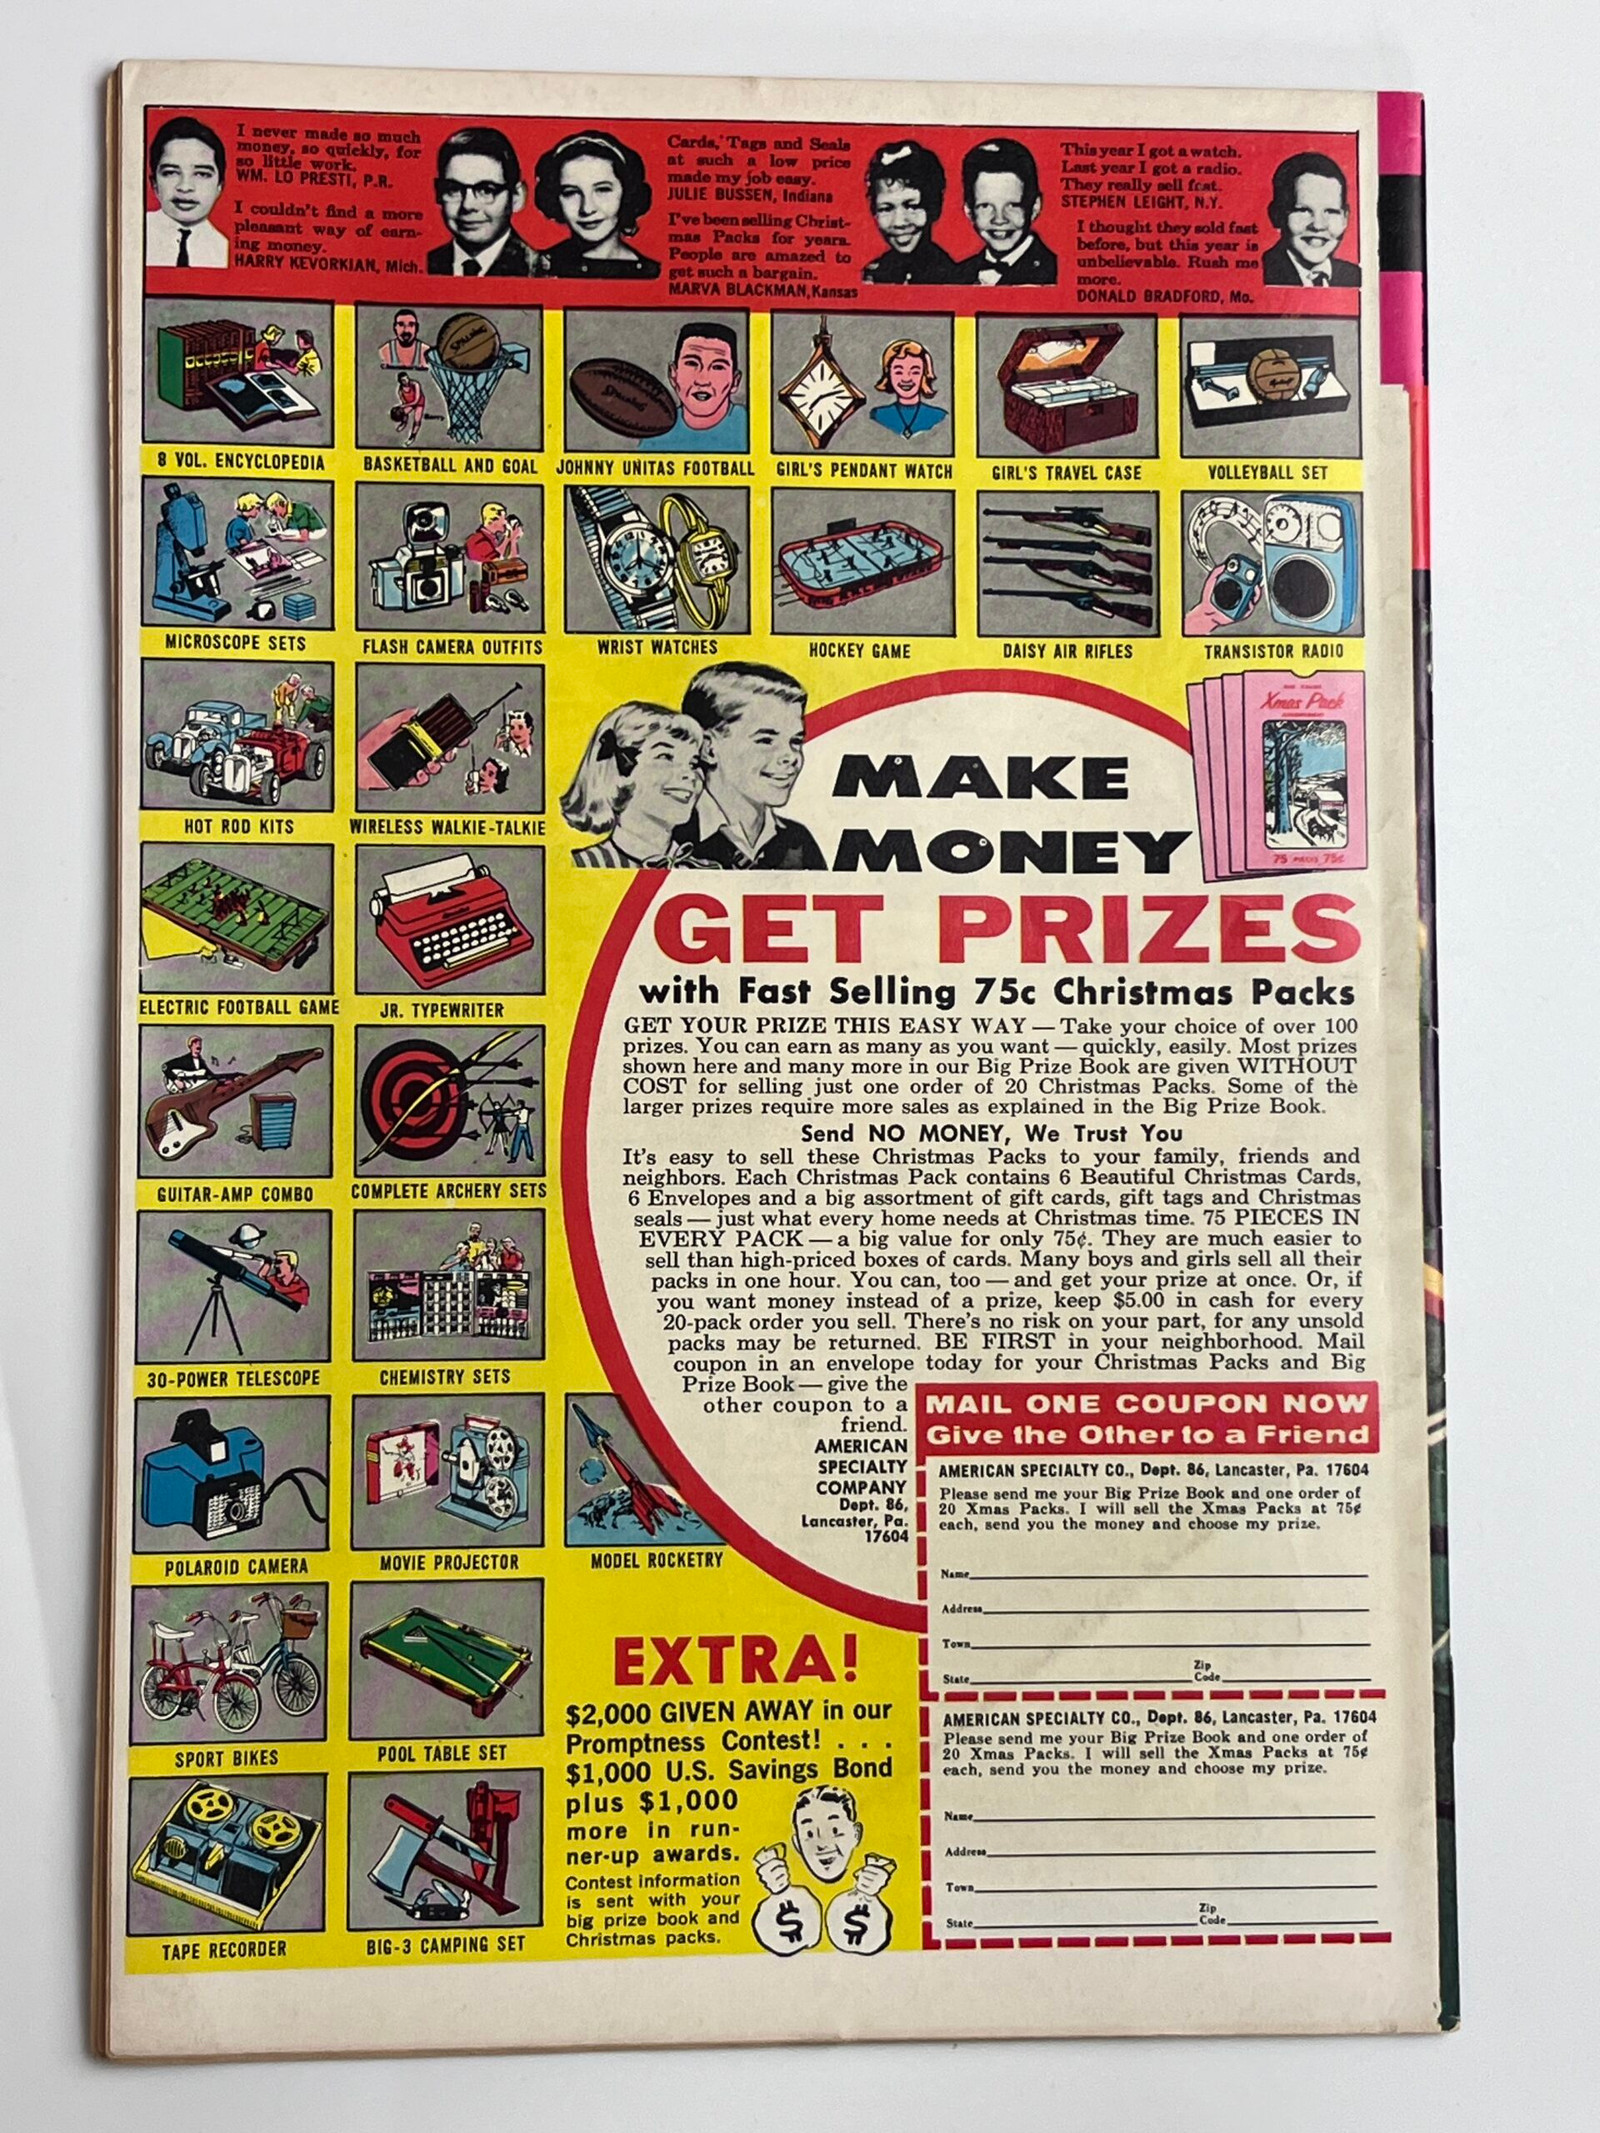 I never made so much
money, so quickly, for
so little work.
WM. LO PRESTI, P.R.
I couldn't find a more
pleasant way of earn-
ing money.
HARRY KEVORKIAN, Mich.
Cards, Tags and Seals
at such a low price
made my job easy.
JULIE BUSSEN, Indiana
I've been selling Christ-
mas Packs for years.
People are amazed to
get such a bargain.
MARVA BLACKMAN, Kansas
This year I got a watch.
Last year I got a radio.
They really sell fast.
STEPHEN LEIGHT, N.Y.
I thought they sold fast
before, but this year is
unbelievable. Rush me
more.
DONALD BRADFORD, Mo.
8 VOL. ENCYCLOPEDIA
SPALDING
BASKETBALL AND GOAL
SPALDING
JOHNNY UNITAS FOOTBALL
GIRL'S PENDANT WATCH
GIRL'S TRAVEL CASE
VOLLEYBALL SET
MICROSCOPE SETS
FLASH CAMERA OUTFITS
WRIST WATCHES
HOCKEY GAME
DAISY AIR RIFLES
TRANSISTOR RADIO
HOT ROD KITS
WIRELESS WALKIE-TALKIE
ELECTRIC FOOTBALL GAME
JR. TYPEWRITER
GUITAR-AMP COMBO
COMPLETE ARCHERY SETS
30-POWER TELESCOPE
CHEMISTRY SETS
POLAROID CAMERA
MOVIE PROJECTOR
MODEL ROCKETRY
SPORT BIKES
POOL TABLE SET
TAPE RECORDER
BIG-3 CAMPING SET
Xmas Pack
75 PIECES 75¢
MAKE
MONEY
GET PRIZES
with Fast Selling 75c Christmas Packs
GET YOUR PRIZE THIS EASY WAY — Take your choice of over 100
prizes. You can earn as many as you want — quickly, easily. Most prizes
shown here and many more in our Big Prize Book are given WITHOUT
COST for selling just one order of 20 Christmas Packs. Some of the
larger prizes require more sales as explained in the Big Prize Book.
Send NO MONEY, We Trust You
It's easy to sell these Christmas Packs to your family, friends and
neighbors. Each Christmas Pack contains 6 Beautiful Christmas Cards,
6 Envelopes and a big assortment of gift cards, gift tags and Christmas
seals — just what every home needs at Christmas time. 75 PIECES IN
EVERY PACK — a big value for only 75¢. They are much easier to
sell than high-priced boxes of cards. Many boys and girls sell all their
packs in one hour. You can, too — and get your prize at once. Or, if
you want money instead of a prize, keep $5.00 in cash for every
20-pack order you sell. There's no risk on your part, for any unsold
packs may be returned. BE FIRST in your neighborhood. Mail
coupon in an envelope today for your Christmas Packs and Big
Prize Book — give the
other coupon to a
friend.
AMERICAN
SPECIALTY
COMPANY
Dept. 86,
Lancaster, Pa.
17604
EXTRA!
$2,000 GIVEN AWAY in our
Promptness Contest! . . .
$1,000 U.S. Savings Bond
plus $1,000
more in run-
ner-up awards.
Contest information
is sent with your
big prize book and
Christmas packs.
$ $
MAIL ONE COUPON NOW
Give the Other to a Friend
AMERICAN SPECIALTY CO., Dept. 86, Lancaster, Pa. 17604
Please send me your Big Prize Book and one order of
20 Xmas Packs. I will sell the Xmas Packs at 75¢
each, send you the money and choose my prize.
Name
Address
Town
State Zip Code
AMERICAN SPECIALTY CO., Dept. 86, Lancaster, Pa. 17604
Please send me your Big Prize Book and one order of
20 Xmas Packs. I will sell the Xmas Packs at 75¢
each, send you the money and choose my prize.
Name
Address
Town
State Zip Code